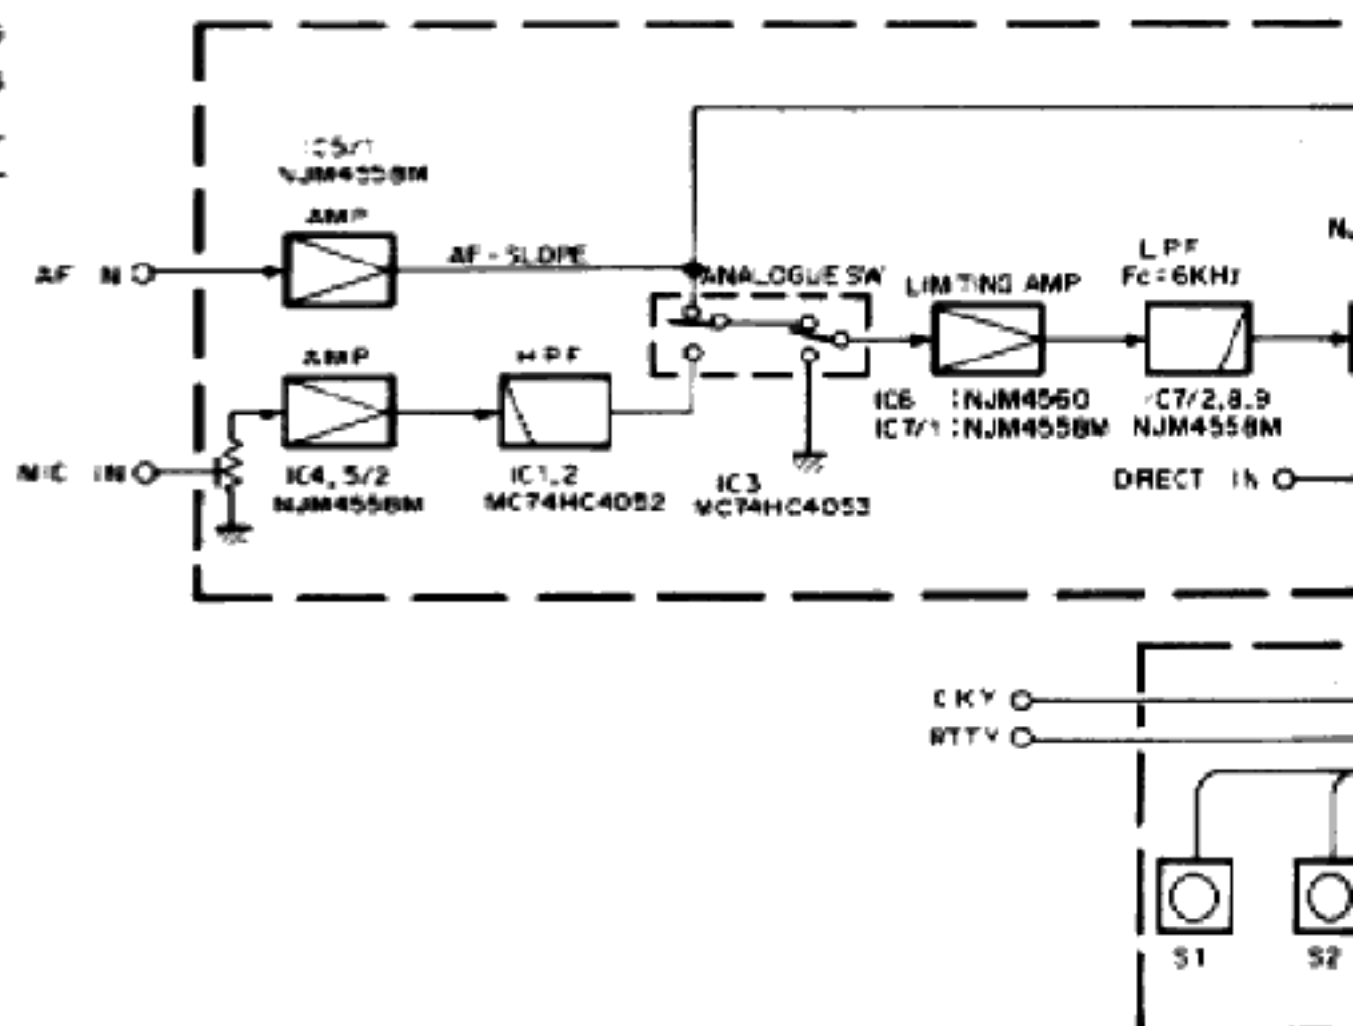 IC5/1
NJM4558M
AMP
AF IN
AF-SLOPE
ANALOGUE SW
LIMITING AMP
LPF
Fc=6KHz
AMP
HPF
MIC IN
IC4,5/2
NJM4558M
IC1,2
MC74HC4052
IC3
MC74HC4053
IC6 :NJM4560
IC7/1:NJM4558M
IC7/2,8,9
NJM4558M
DIRECT IN
CKY
RTTY
S1
S2